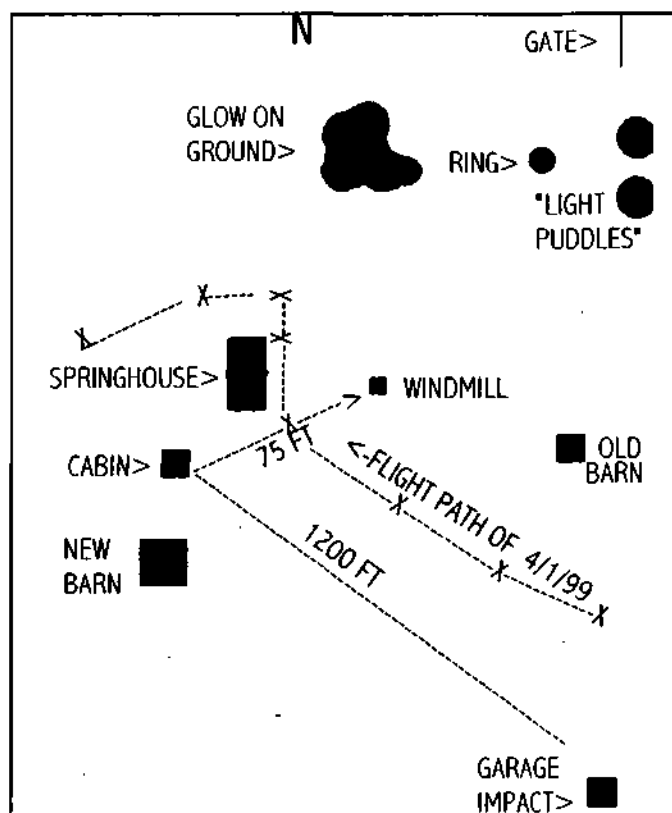 N
GATE>
GLOW ON
GROUND>
RING>
"LIGHT
PUDDLES"
SPRINGHOUSE>
WINDMILL
75 FT
CABIN>
OLD
BARN
<-FLIGHT PATH OF 4/1/99
NEW
BARN
1200 FT
GARAGE
IMPACT>